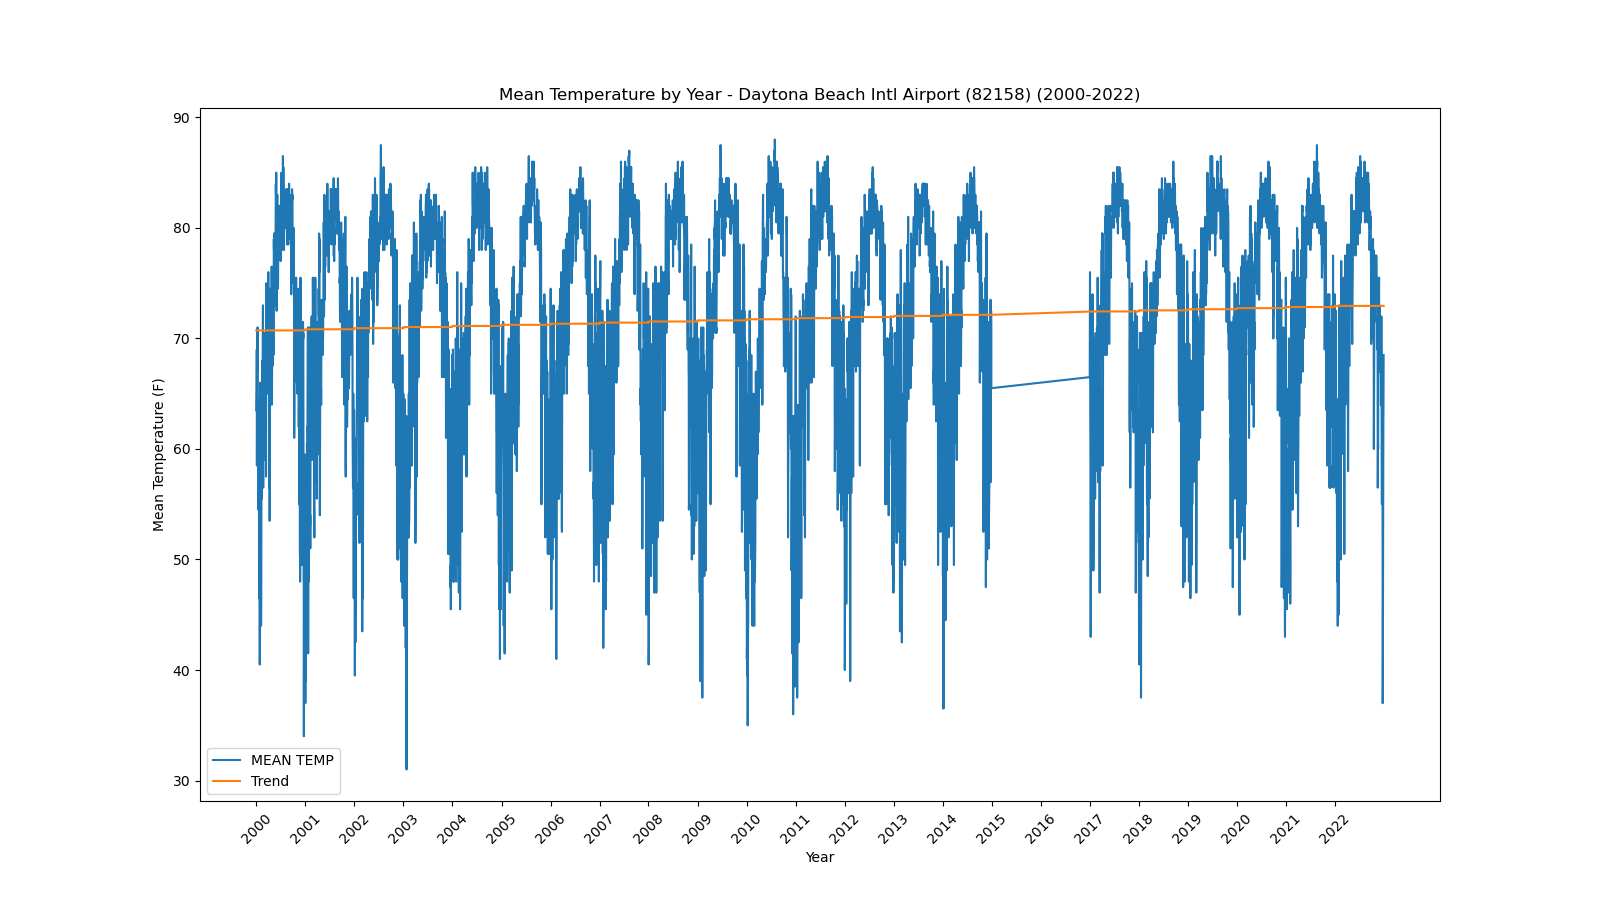 Mean Temperature by Year - Daytona Beach Intl Airport (82158) (2000-2022)
90
80
70
60
50
40
30
Mean Temperature (F)
MEAN TEMP
Trend
2000 2001 2002 2003 2004 2005 2006 2007 2008 2009 2010 2011 2012 2013 2014 2015 2016 2017 2018 2019 2020 2021 2022
Year